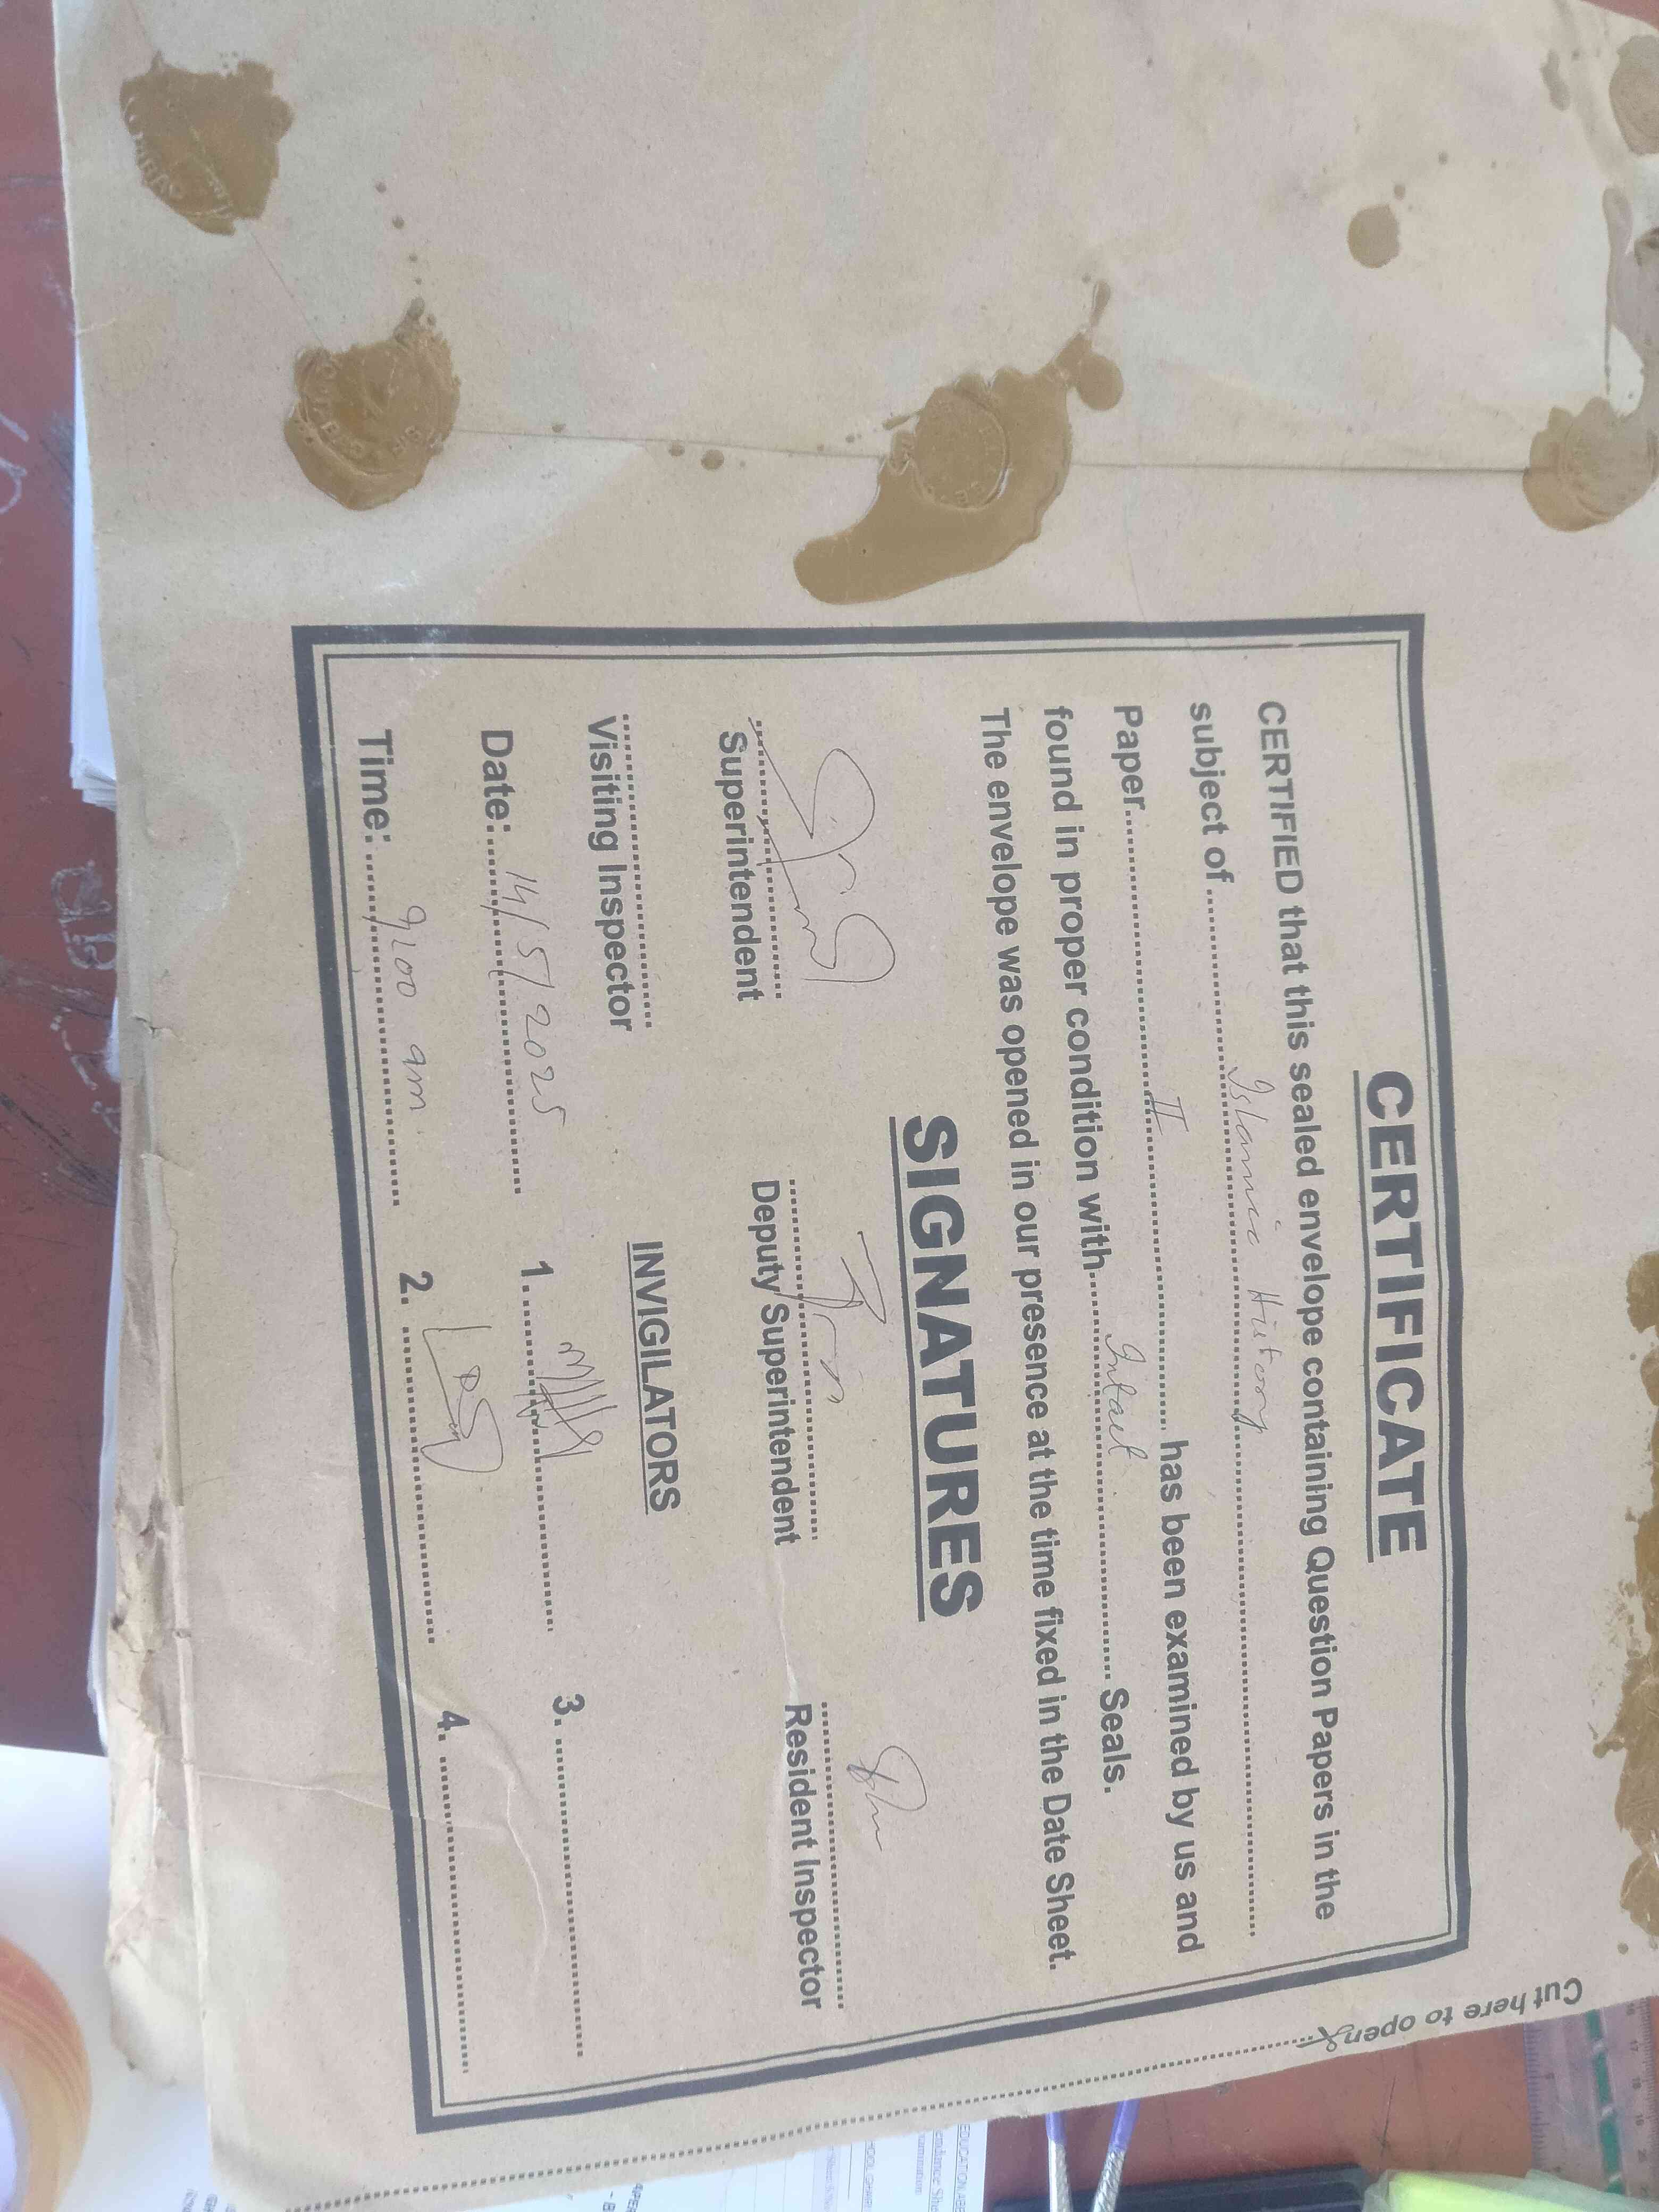 CERTIFICATE
CERTIFIED that this sealed envelope containing Question Papers in the
subject of Islamic History
Paper II has been examined by us and
found in proper condition with Intact Seals.
The envelope was opened in our presence at the time fixed in the Date Sheet.
SIGNATURES
Superintendent Deputy Superintendent Resident Inspector
Visiting Inspector
INVIGILATORS
Date: 14/5/2025 1. 3.
Time: 9:00 am 2. 4.
Cut here to open